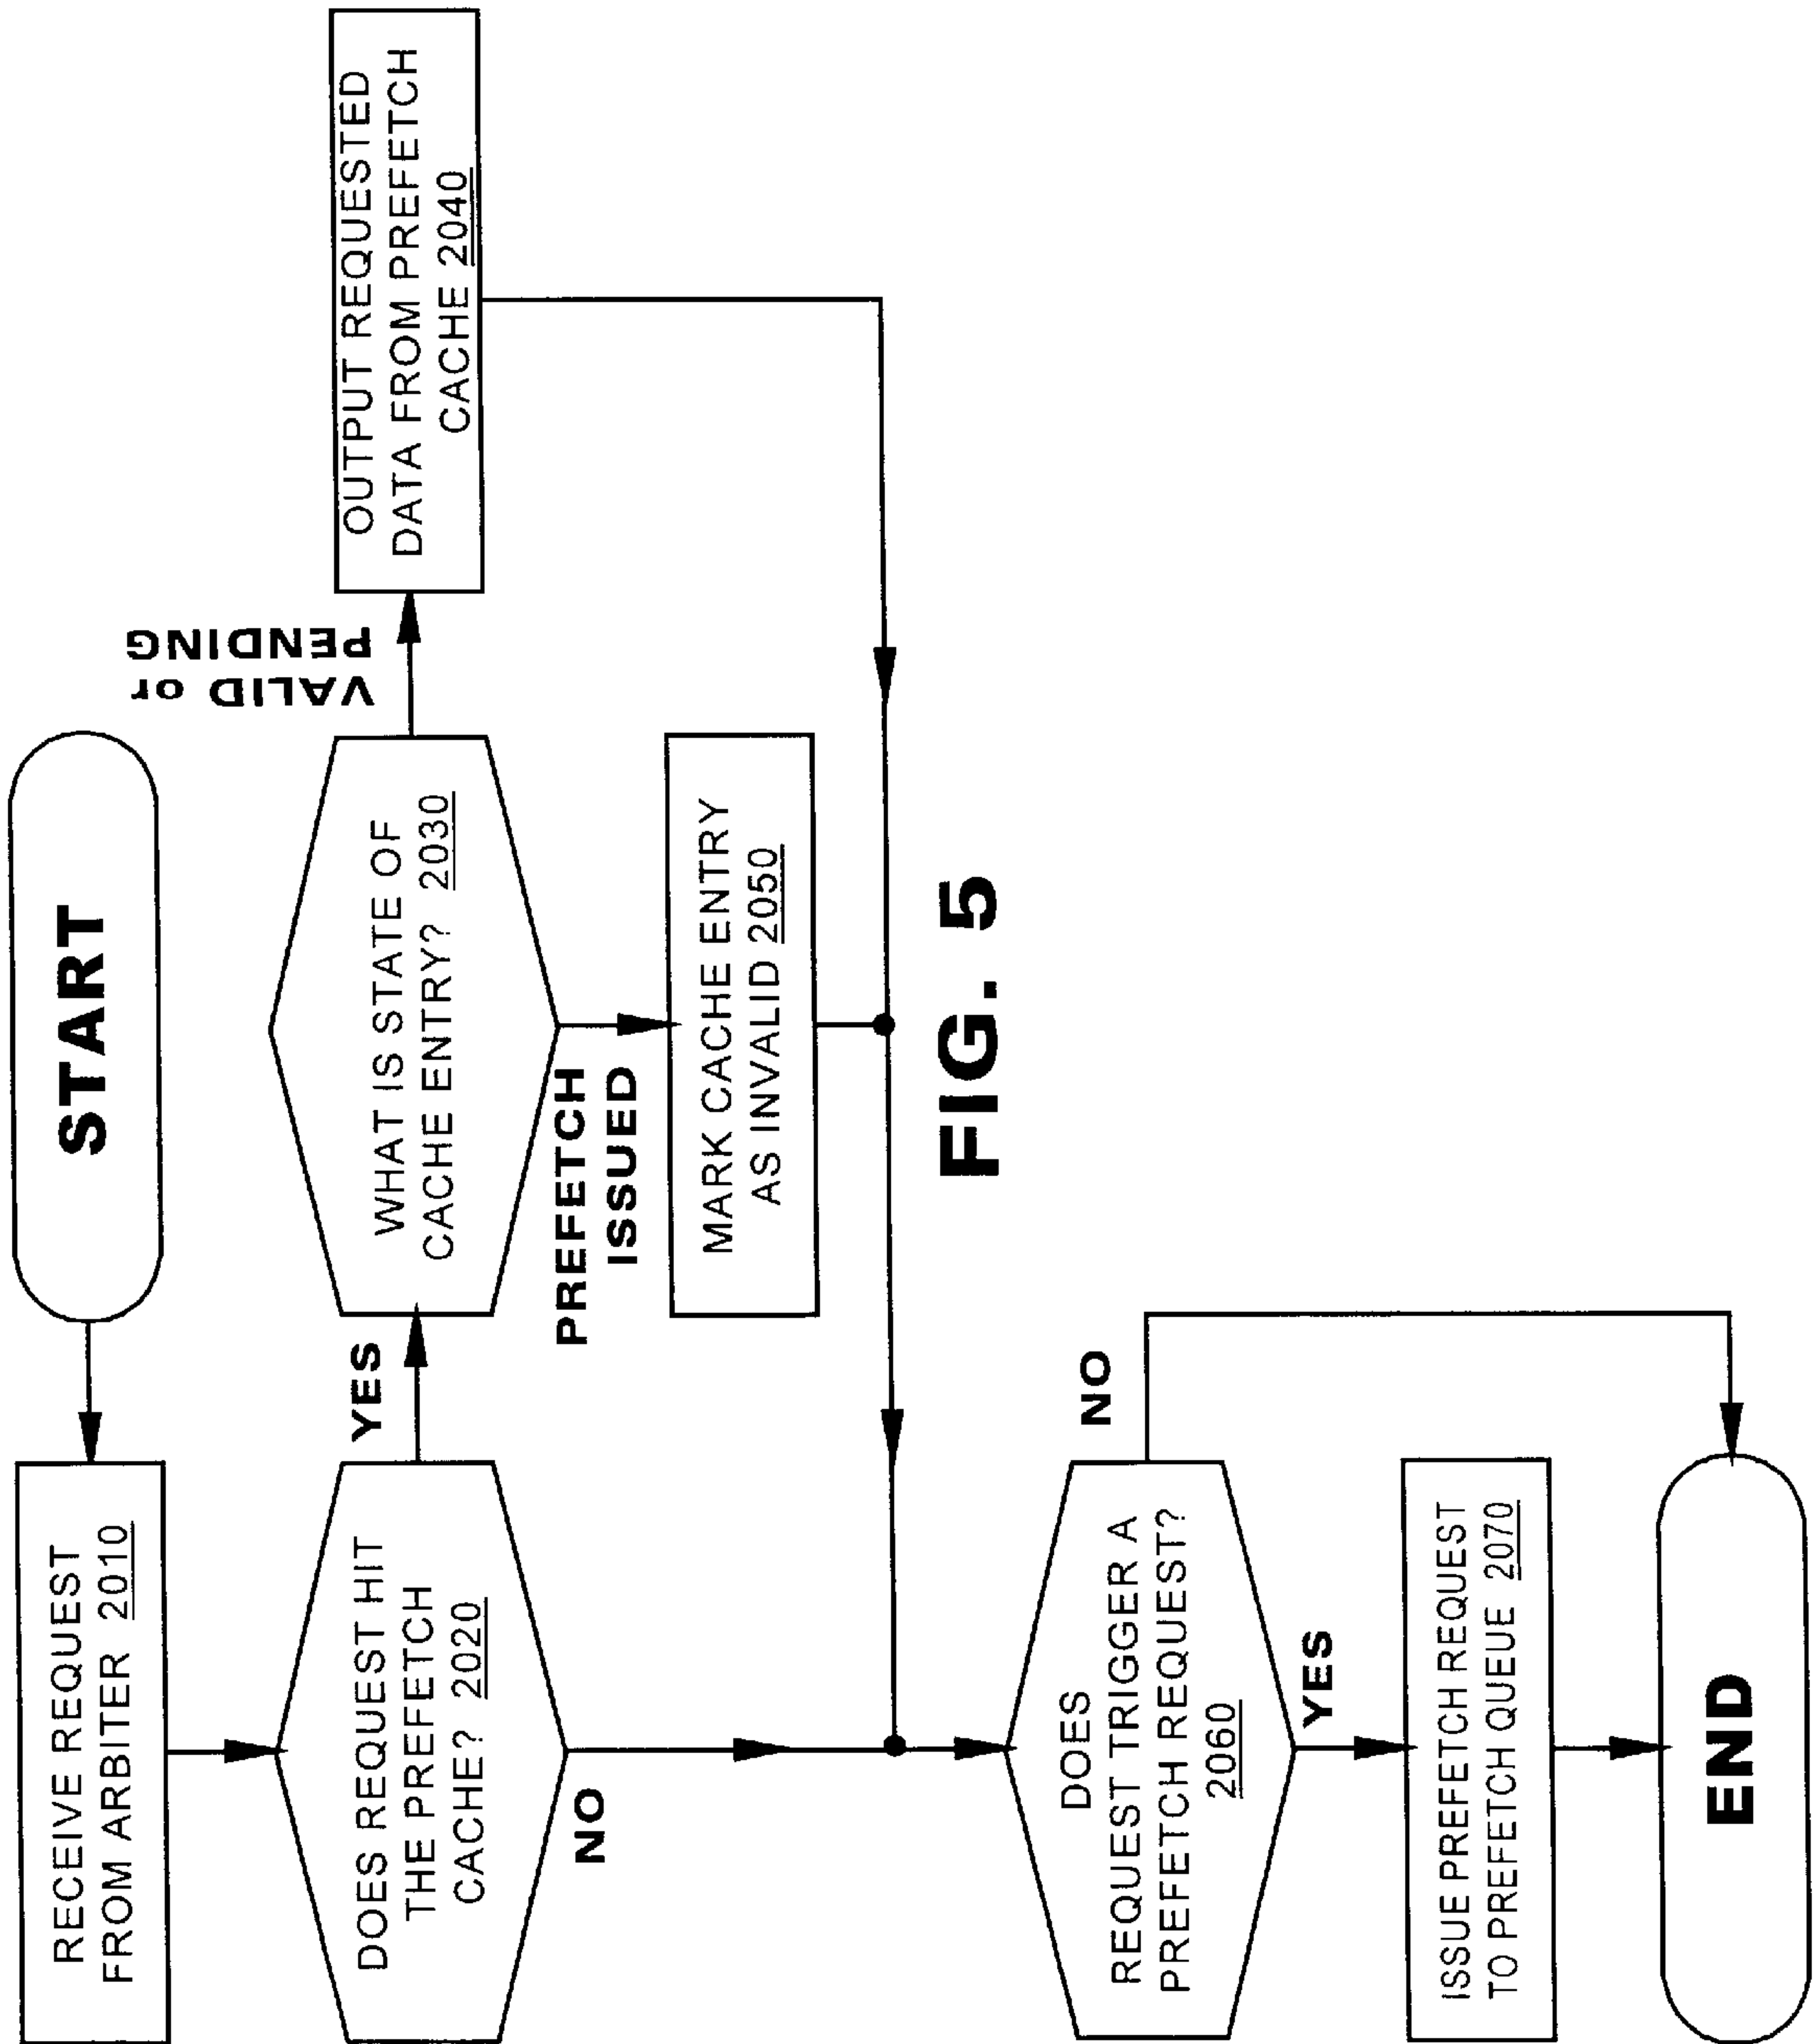 START
RECEIVE REQUEST
FROM ARBITER 2010
DOES REQUEST HIT
THE PREFETCH
CACHE? 2020
YES
NO
WHAT IS STATE OF
CACHE ENTRY? 2030
VALID or
PENDING
OUTPUT REQUESTED
DATA FROM PREFETCH
CACHE 2040
PREFETCH
ISSUED
MARK CACHE ENTRY
AS INVALID 2050
DOES
REQUEST TRIGGER A
PREFETCH REQUEST?
2060
NO
YES
ISSUE PREFETCH REQUEST
TO PREFETCH QUEUE 2070
END
FIG. 5